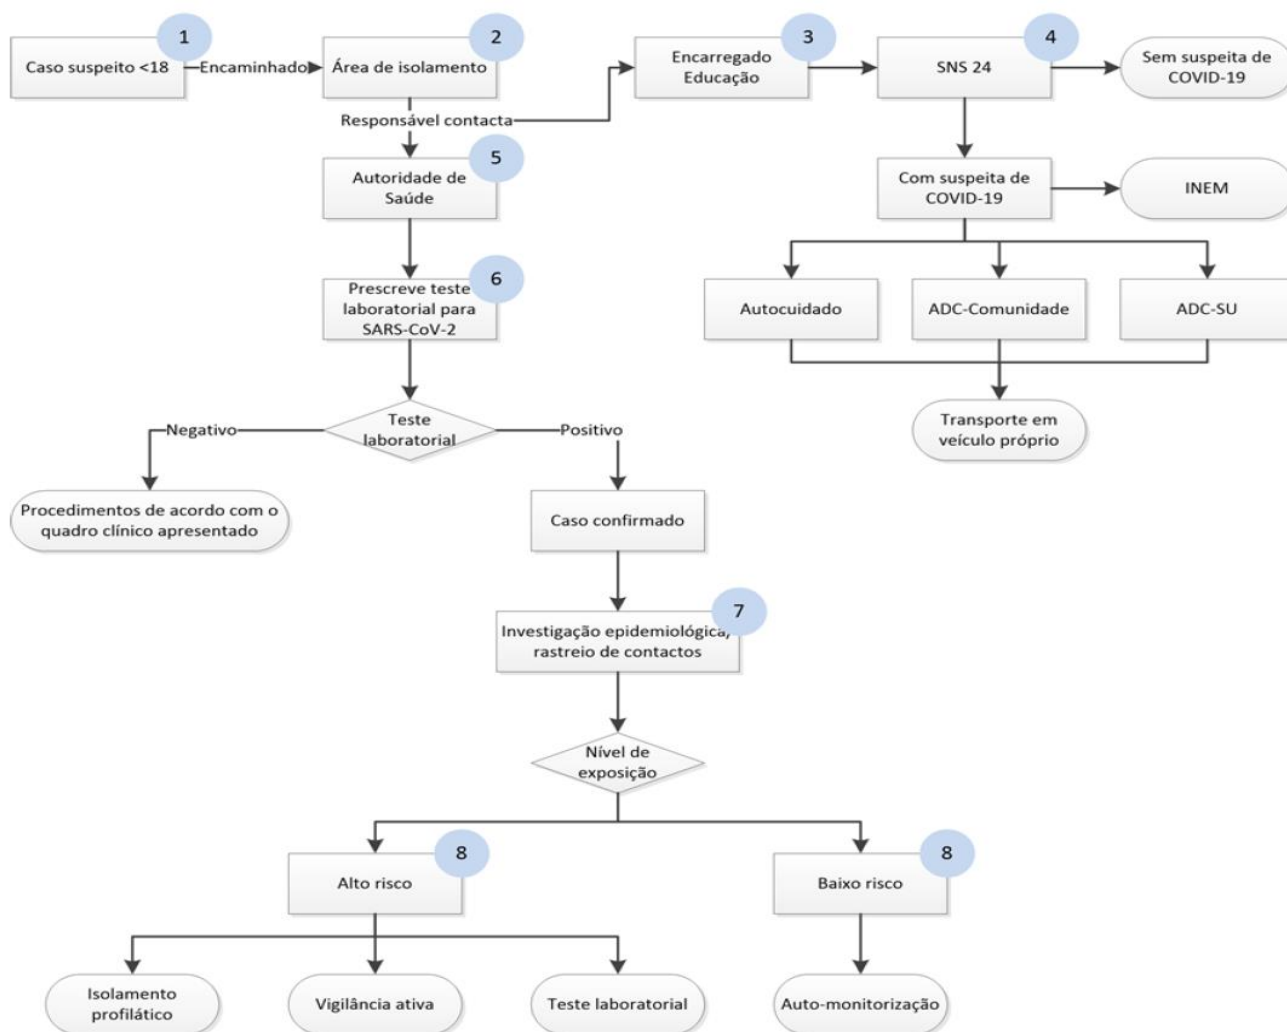 1
Caso suspeito <18
Encaminhado
2
Área de isolamento
3
Encarregado
Educação
4
SNS 24
Sem suspeita de
COVID-19
Responsável contacta
5
Autoridade de
Saúde
Com suspeita de
COVID-19
INEM
6
Prescreve teste
laboratorial para
SARS-CoV-2
Autocuidado
ADC-Comunidade
ADC-SU
Transporte em
veículo próprio
Teste
laboratorial
Negativo
Positivo
Procedimentos de acordo com o
quadro clínico apresentado
Caso confirmado
7
Investigação epidemiológica/
rastreio de contactos
Nível de
exposição
8
Alto risco
8
Baixo risco
Isolamento
profilático
Vigilância ativa
Teste laboratorial
Auto-monitorização